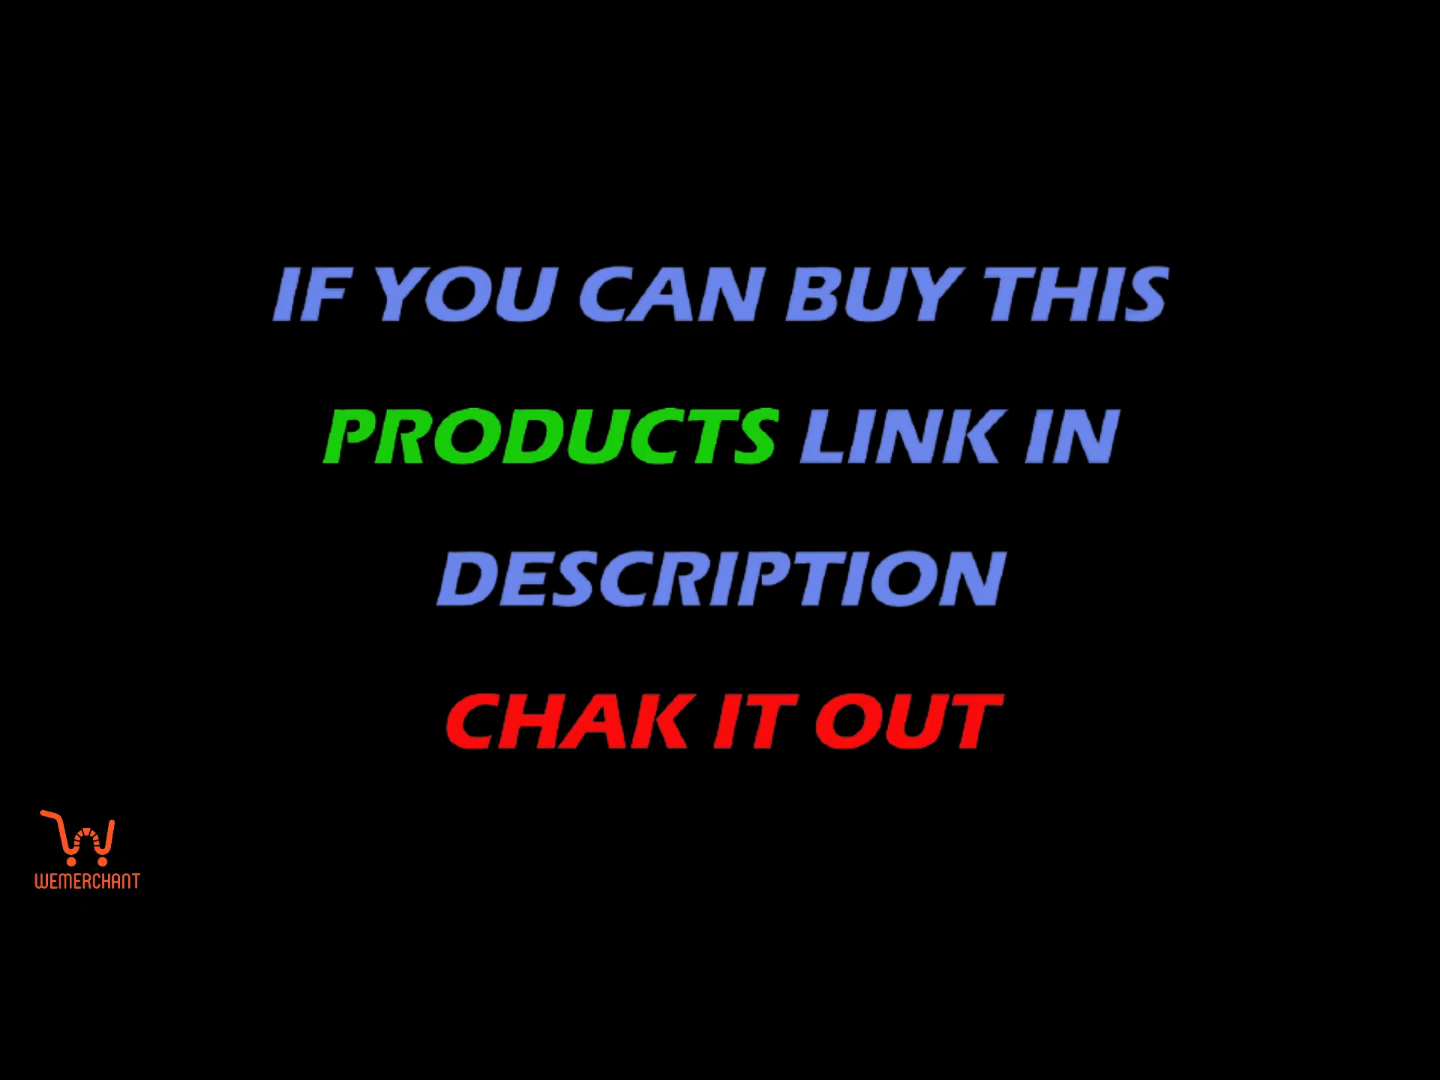 IF YOU CAN BUY THIS
PRODUCTS LINK IN
DESCRIPTION
CHAK IT OUT
WEMERCHANT